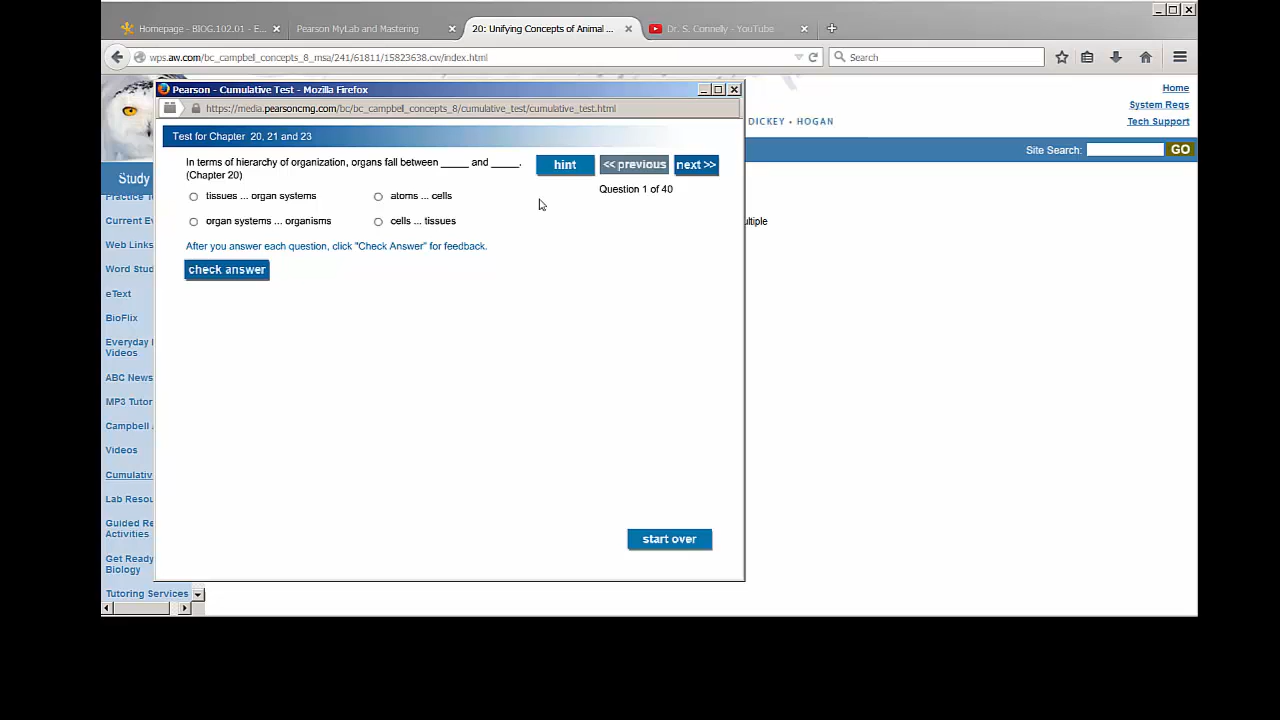 Homepage - BIOG.102.01 - E...
Pearson MyLab and Mastering
20: Unifying Concepts of Animal ...
Dr. S. Connelly - YouTube
wps.aw.com/bc_campbel_concepts_8_msa/241/61811/15823638.cw/index.html
Search
Home
System Reqs
Tech Support
DICKEY • HOGAN
Site Search:
GO
Study
Practice T
Current Ev
Web Links
Word Stud
eText
BioFlix
Everyday
Videos
ABC News
MP3 Tutor
Campbell
Videos
Cumulativ
Lab Resou
Guided Re
Activities
Get Ready
Biology
Tutoring Services
Pearson - Cumulative Test - Mozilla Firefox
https://media.pearsoncmg.com/bc/bc_campbel_concepts_8/cumulative_test/cumulative_test.html
Test for Chapter 20, 21 and 23
In terms of hierarchy of organization, organs fall between _____ and _____.
(Chapter 20)
hint
<< previous
next >>
Question 1 of 40
tissues ... organ systems
atoms ... cells
organ systems ... organisms
cells ... tissues
After you answer each question, click "Check Answer" for feedback.
check answer
start over
ultiple